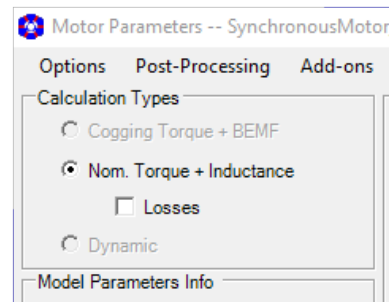 Motor Parameters -- SynchronousMotor
Options Post-Processing Add-ons
Calculation Types
Cogging Torque + BEMF
Nom. Torque + Inductance
Losses
Dynamic
Model Parameters Info